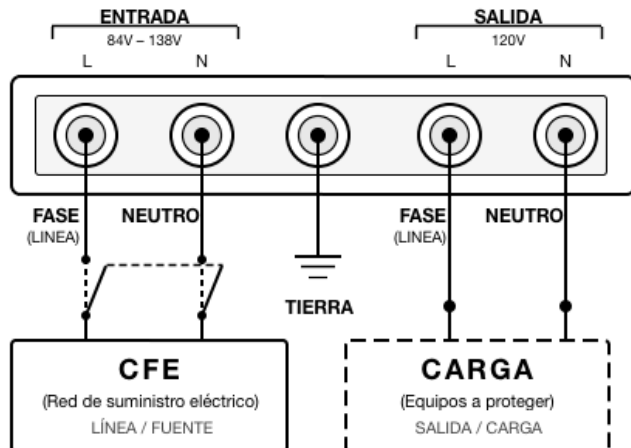 ENTRADA
84V – 138V
L N
SALIDA
120V
L N
FASE
(LINEA)
NEUTRO
TIERRA
FASE
(LINEA)
NEUTRO
CFE
(Red de suministro eléctrico)
LÍNEA / FUENTE
CARGA
(Equipos a proteger)
SALIDA / CARGA